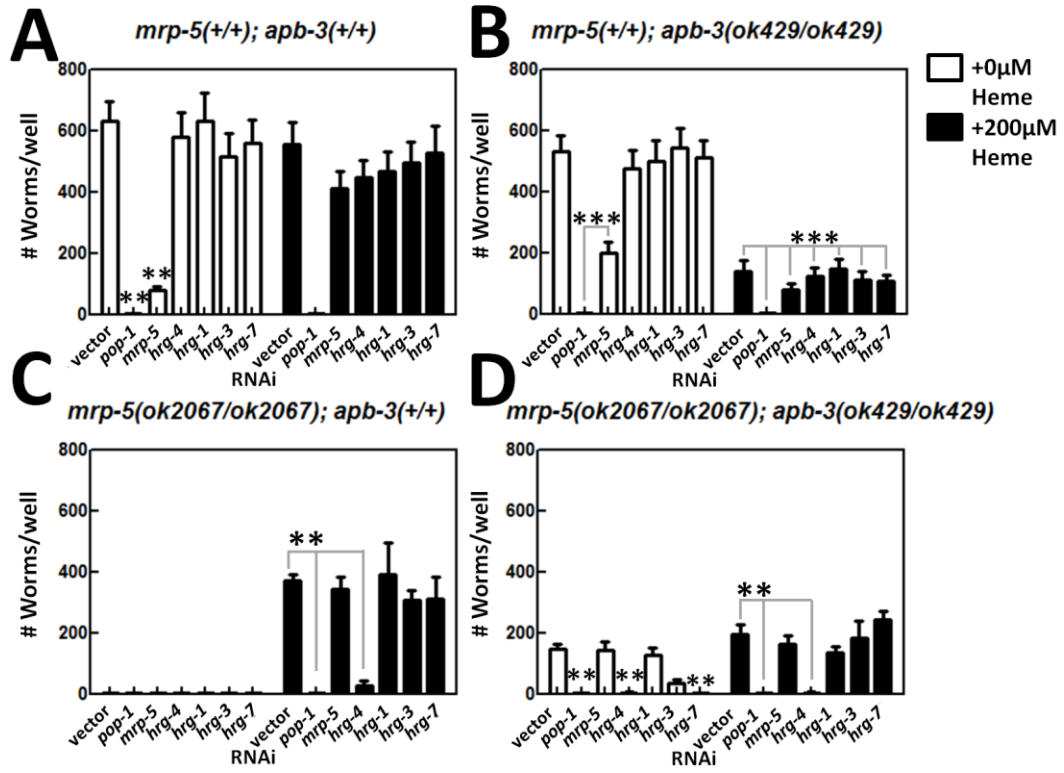 A
mrp-5(+/+); apb-3(+/+)
800
600
400
200
0
# Worms/well
**
**
vector
pop-1
mrp-5
hrg-4
hrg-1
hrg-3
hrg-7
vector
pop-1
mrp-5
hrg-4
hrg-1
hrg-3
hrg-7
RNAi
B
mrp-5(+/+); apb-3(ok429/ok429)
800
600
400
200
0
# Worms/well
***
***
vector
pop-1
mrp-5
hrg-4
hrg-1
hrg-3
hrg-7
vector
pop-1
mrp-5
hrg-4
hrg-1
hrg-3
hrg-7
RNAi
+0µM
Heme
+200µM
Heme
C
mrp-5(ok2067/ok2067); apb-3(+/+)
800
600
400
200
0
# Worms/well
**
vector
pop-1
mrp-5
hrg-4
hrg-1
hrg-3
hrg-7
vector
pop-1
mrp-5
hrg-4
hrg-1
hrg-3
hrg-7
RNAi
D
mrp-5(ok2067/ok2067); apb-3(ok429/ok429)
800
600
400
200
0
# Worms/well
**
**
**
**
vector
pop-1
mrp-5
hrg-4
hrg-1
hrg-3
hrg-7
vector
pop-1
mrp-5
hrg-4
hrg-1
hrg-3
hrg-7
RNAi